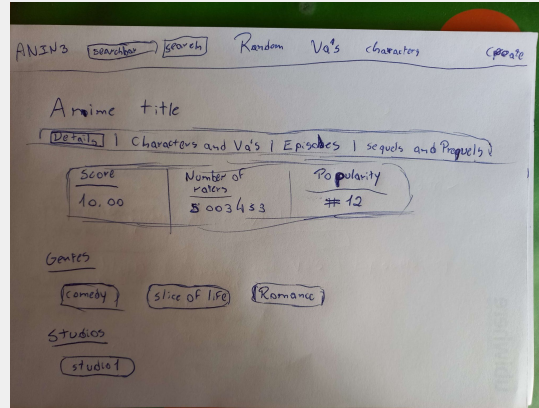 ANIN3 searchbar search Random Va's characters
Anime title
Details | Characters and Va's | Episodes | sequels and Prequels
Score Number of raters Popularity
10.00 5003453 # 12
Genres
comedy slice of life Romance
Studios
studio1